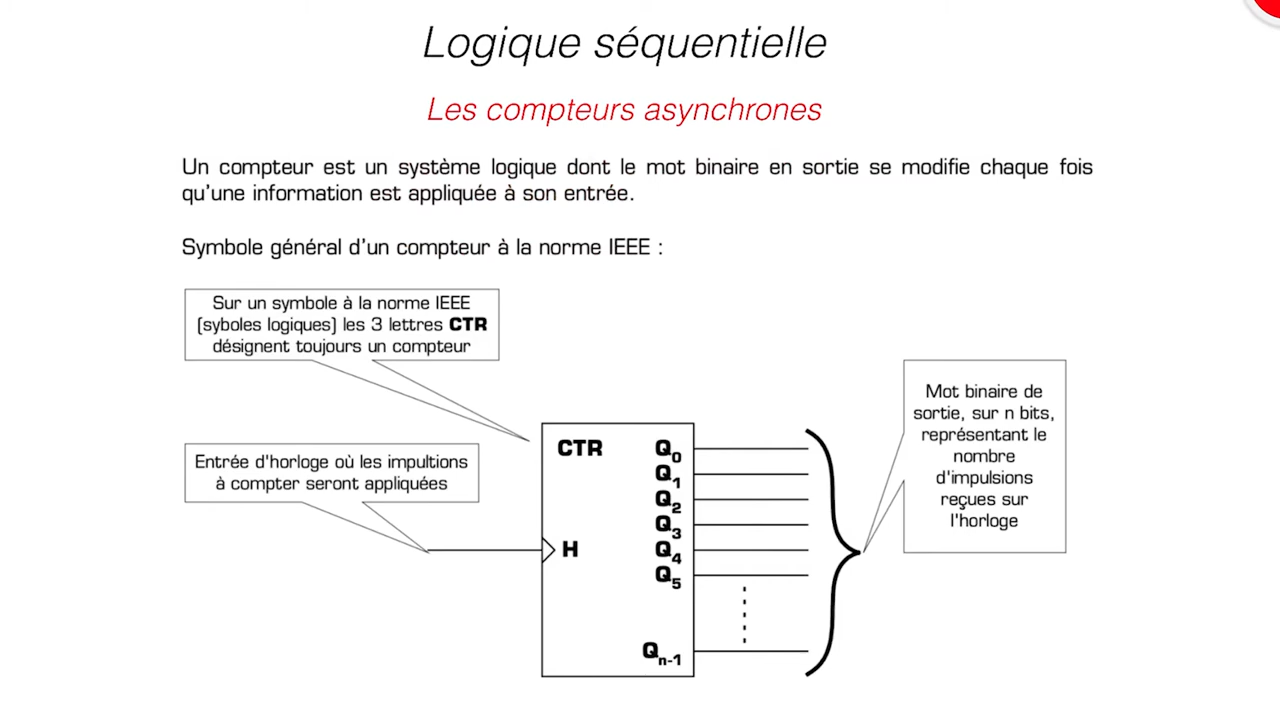 Logique séquentielle
Les compteurs asynchrones
Un compteur est un système logique dont le mot binaire en sortie se modifie chaque fois
qu'une information est appliquée à son entrée.
Symbole général d'un compteur à la norme IEEE :
Sur un symbole à la norme IEEE
(syboles logiques) les 3 lettres CTR
désignent toujours un compteur
Entrée d'horloge où les impultions
à compter seront appliquées
CTR
H
Q0
Q1
Q2
Q3
Q4
Q5
Qn-1
Mot binaire de
sortie, sur n bits,
représentant le
nombre
d'impulsions
reçues sur
l'horloge